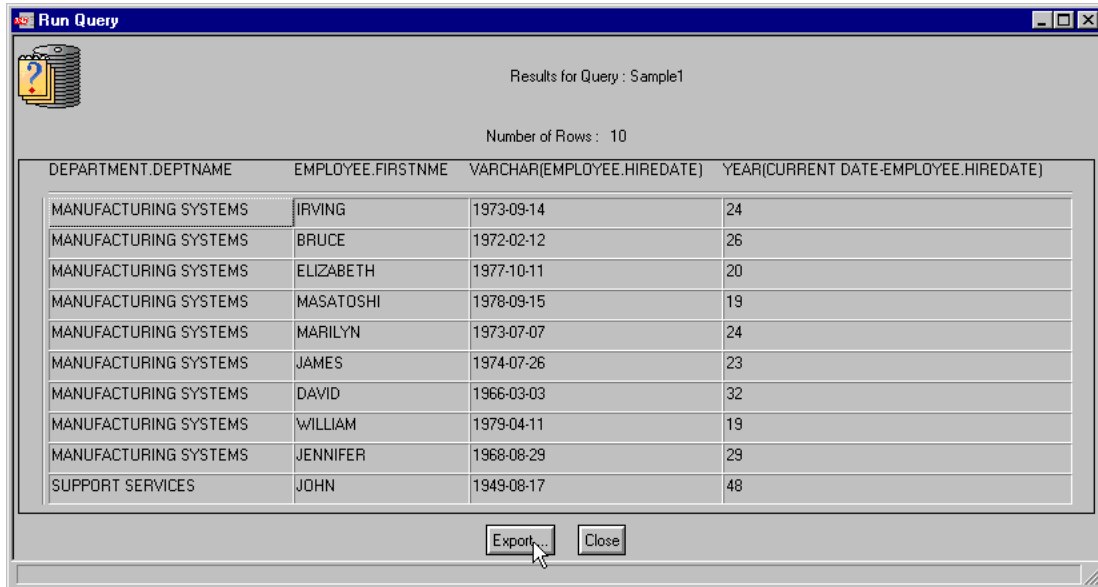 Run Query
Results for Query : Sample1
Number of Rows : 10
DEPARTMENT.DEPTNAME EMPLOYEE.FIRSTNME VARCHAR(EMPLOYEE.HIREDATE) YEAR(CURRENT DATE-EMPLOYEE.HIREDATE)
MANUFACTURING SYSTEMS IRVING 1973-09-14 24
MANUFACTURING SYSTEMS BRUCE 1972-02-12 26
MANUFACTURING SYSTEMS ELIZABETH 1977-10-11 20
MANUFACTURING SYSTEMS MASATOSHI 1978-09-15 19
MANUFACTURING SYSTEMS MARILYN 1973-07-07 24
MANUFACTURING SYSTEMS JAMES 1974-07-26 23
MANUFACTURING SYSTEMS DAVID 1966-03-03 32
MANUFACTURING SYSTEMS WILLIAM 1979-04-11 19
MANUFACTURING SYSTEMS JENNIFER 1968-08-29 29
SUPPORT SERVICES JOHN 1949-08-17 48
Export... Close